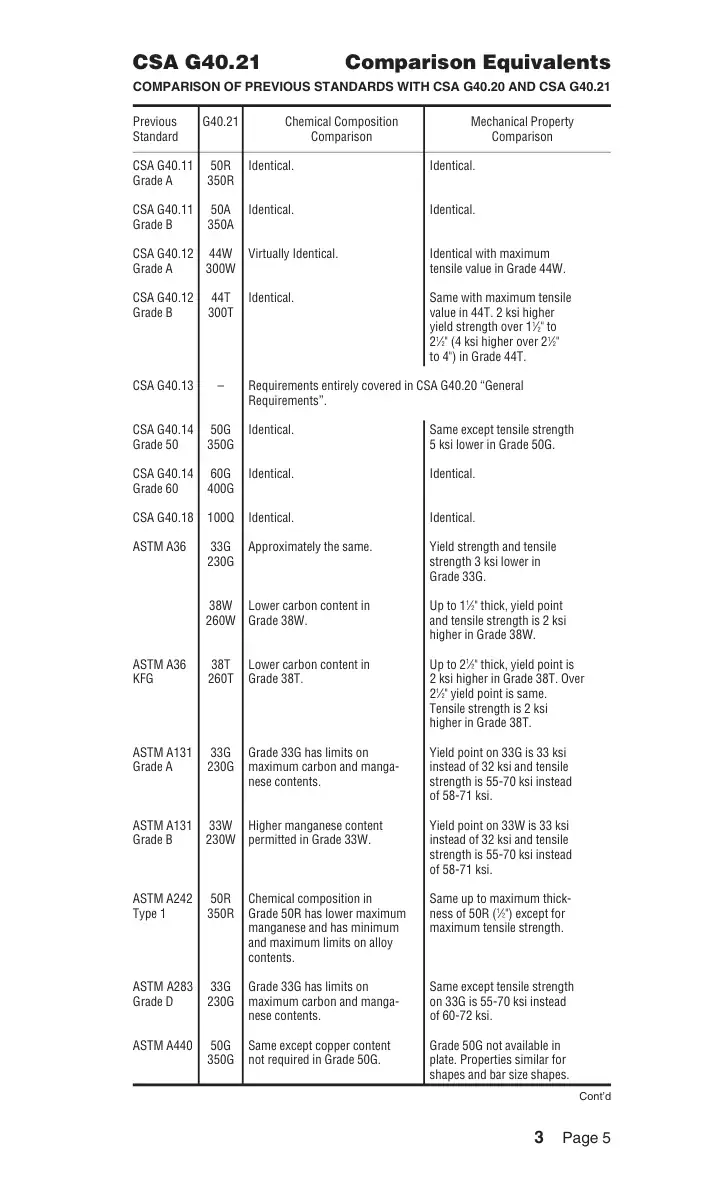 CSA G40.21 Comparison Equivalents
COMPARISON OF PREVIOUS STANDARDS WITH CSA G40.20 AND CSA G40.21
Previous G40.21 Chemical Composition Mechanical Property
Standard Comparison Comparison
CSA G40.11 50R Identical. Identical.
Grade A 350R
CSA G40.11 50A Identical. Identical.
Grade B 350A
CSA G40.12 44W Virtually Identical. Identical with maximum
Grade A 300W tensile value in Grade 44W.
CSA G40.12 44T Identical. Same with maximum tensile
Grade B 300T value in 44T. 2 ksi higher
yield strength over 1½" to
2½" (4 ksi higher over 2½"
to 4") in Grade 44T.
CSA G40.13 – Requirements entirely covered in CSA G40.20 “General
Requirements”.
CSA G40.14 50G Identical. Same except tensile strength
Grade 50 350G 5 ksi lower in Grade 50G.
CSA G40.14 60G Identical. Identical.
Grade 60 400G
CSA G40.18 100Q Identical. Identical.
ASTM A36 33G Approximately the same. Yield strength and tensile
230G strength 3 ksi lower in
Grade 33G.
38W Lower carbon content in Up to 1½" thick, yield point
260W Grade 38W. and tensile strength is 2 ksi
higher in Grade 38W.
ASTM A36 38T Lower carbon content in Up to 2½" thick, yield point is
KFG 260T Grade 38T. 2 ksi higher in Grade 38T. Over
2½" yield point is same.
Tensile strength is 2 ksi
higher in Grade 38T.
ASTM A131 33G Grade 33G has limits on Yield point on 33G is 33 ksi
Grade A 230G maximum carbon and manga- instead of 32 ksi and tensile
nese contents. strength is 55-70 ksi instead
of 58-71 ksi.
ASTM A131 33W Higher manganese content Yield point on 33W is 33 ksi
Grade B 230W permitted in Grade 33W. instead of 32 ksi and tensile
strength is 55-70 ksi instead
of 58-71 ksi.
ASTM A242 50R Chemical composition in Same up to maximum thick-
Type 1 350R Grade 50R has lower maximum ness of 50R (½") except for
manganese and has minimum maximum tensile strength.
and maximum limits on alloy
contents.
ASTM A283 33G Grade 33G has limits on Same except tensile strength
Grade D 230G maximum carbon and manga- on 33G is 55-70 ksi instead
nese contents. of 60-72 ksi.
ASTM A440 50G Same except copper content Grade 50G not available in
350G not required in Grade 50G. plate. Properties similar for
shapes and bar size shapes.
Cont’d
3 Page 5